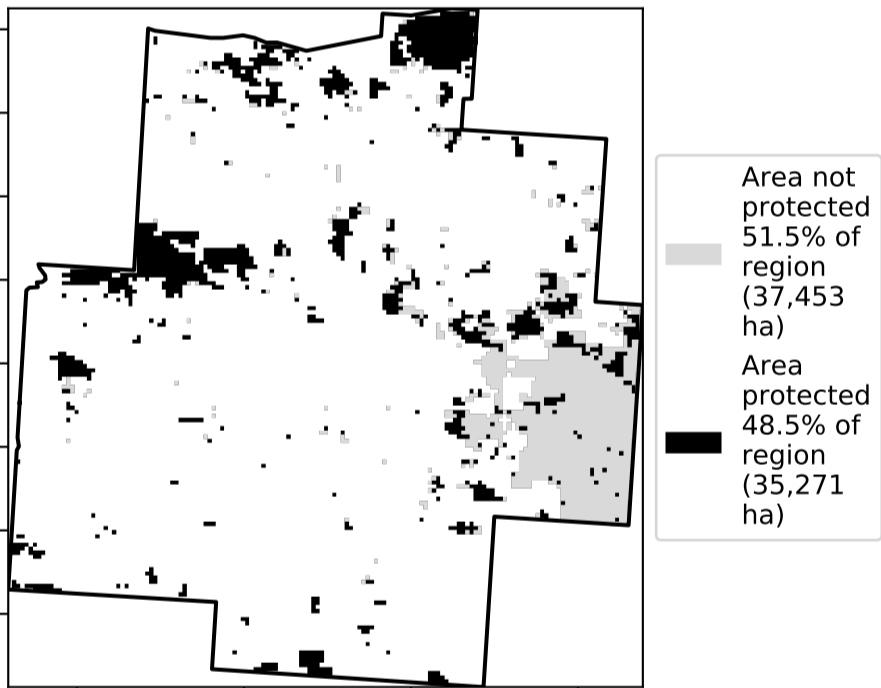 Area not
protected
51.5% of
region
(37,453
ha)
Area
protected
48.5% of
region
(35,271
ha)